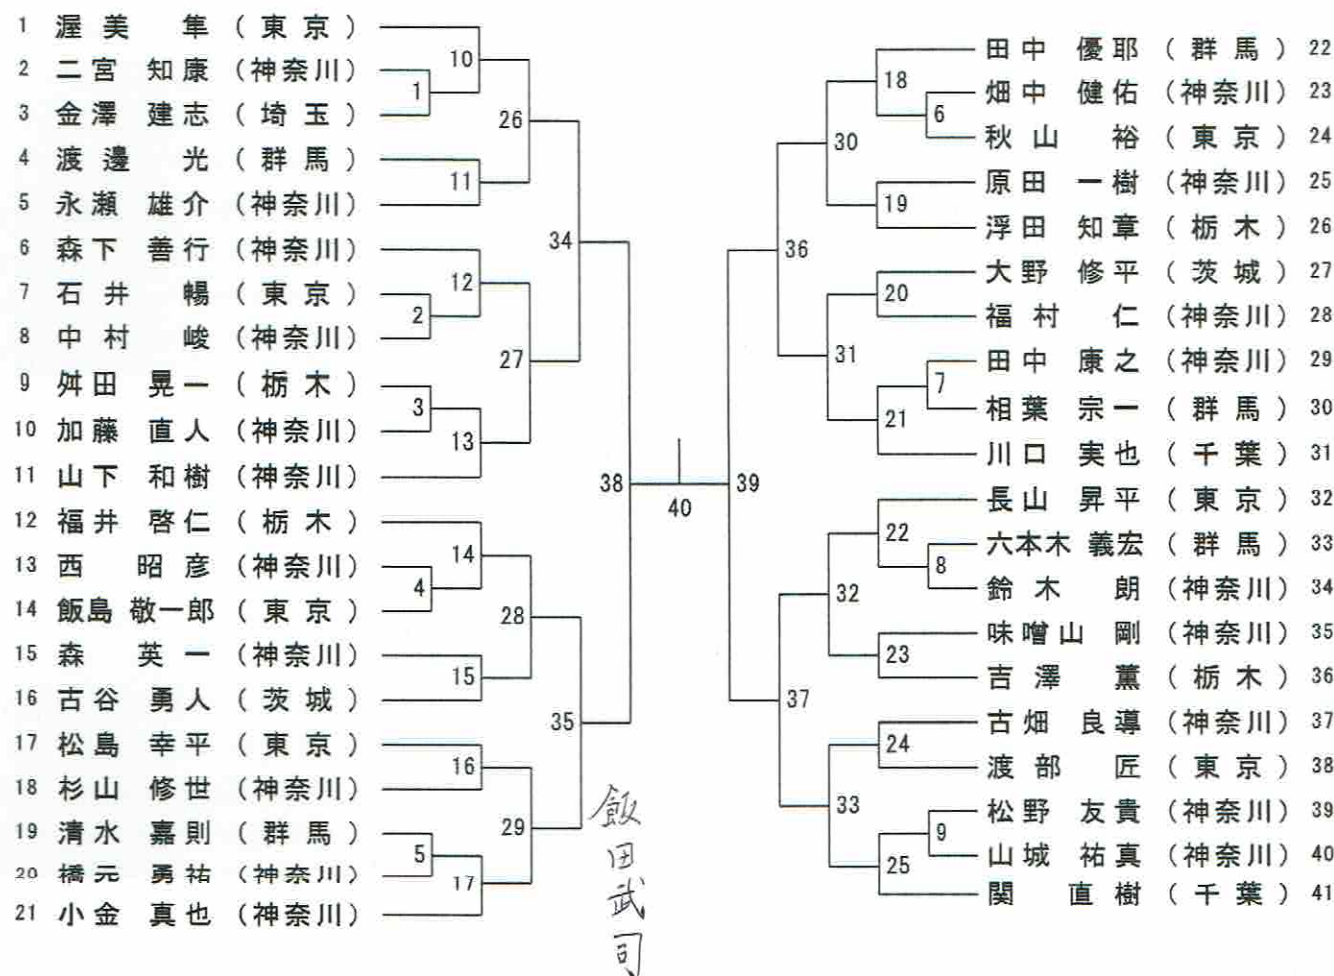 1 渥美 隼 (東京)
2 二宮 知康 (神奈川)
3 金澤 建志 (埼玉)
4 渡邊 光 (群馬)
5 永瀬 雄介 (神奈川)
6 森下 善行 (神奈川)
7 石井 暢 (東京)
8 中村 峻 (神奈川)
9 舛田 晃一 (栃木)
10 加藤 直人 (神奈川)
11 山下 和樹 (神奈川)
12 福井 啓仁 (栃木)
13 西 昭彦 (神奈川)
14 飯島 敬一郎 (東京)
15 森 英一 (神奈川)
16 古谷 勇人 (茨城)
17 松島 幸平 (東京)
18 杉山 修世 (神奈川)
19 清水 嘉則 (群馬)
20 橋元 勇祐 (神奈川)
21 小金 真也 (神奈川)
1
2
3
4
5
10
11
12
13
14
15
16
17
26
27
28
29
34
35
38
40
39
36
37
30
31
32
33
18
19
20
21
22
23
24
25
6
7
8
9
田中 優耶 (群馬) 22
畑中 健佑 (神奈川) 23
秋山 裕 (東京) 24
原田 一樹 (神奈川) 25
浮田 知章 (栃木) 26
大野 修平 (茨城) 27
福村 仁 (神奈川) 28
田中 康之 (神奈川) 29
相葉 宗一 (群馬) 30
川口 実也 (千葉) 31
長山 昇平 (東京) 32
六本木 義宏 (群馬) 33
鈴木 朗 (神奈川) 34
味噌山 剛 (神奈川) 35
吉澤 薫 (栃木) 36
古畑 良導 (神奈川) 37
渡部 匠 (東京) 38
松野 友貴 (神奈川) 39
山城 祐真 (神奈川) 40
関 直樹 (千葉) 41
飯田武司